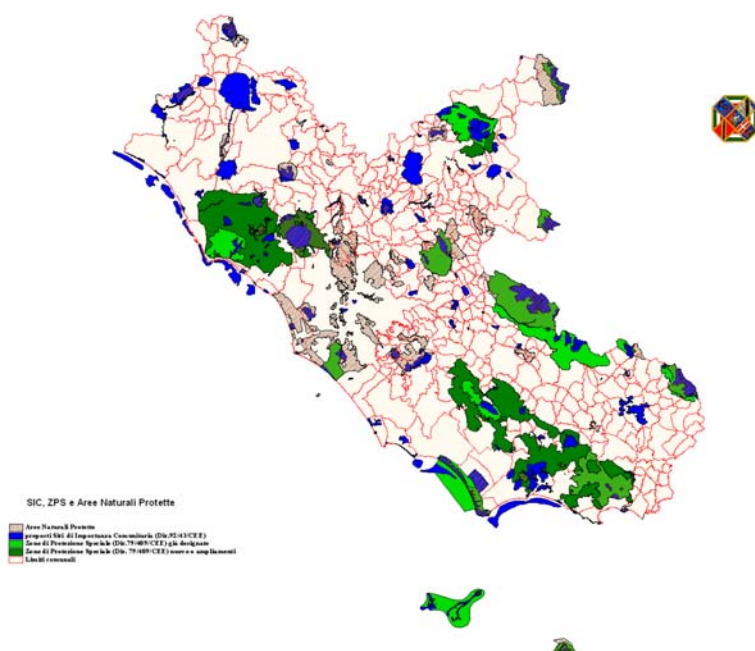 SIC, ZPS e Aree Naturali Protette
Aree Naturali Protette
proposti Siti di Importanza Comunitaria (Dir.92/43/CEE)
Zone di Protezione Speciale (Dir.79/409/CEE) già designate
Zone di Protezione Speciale (Dir. 79/409/CEE) nuove e ampliamenti
Limiti comunali